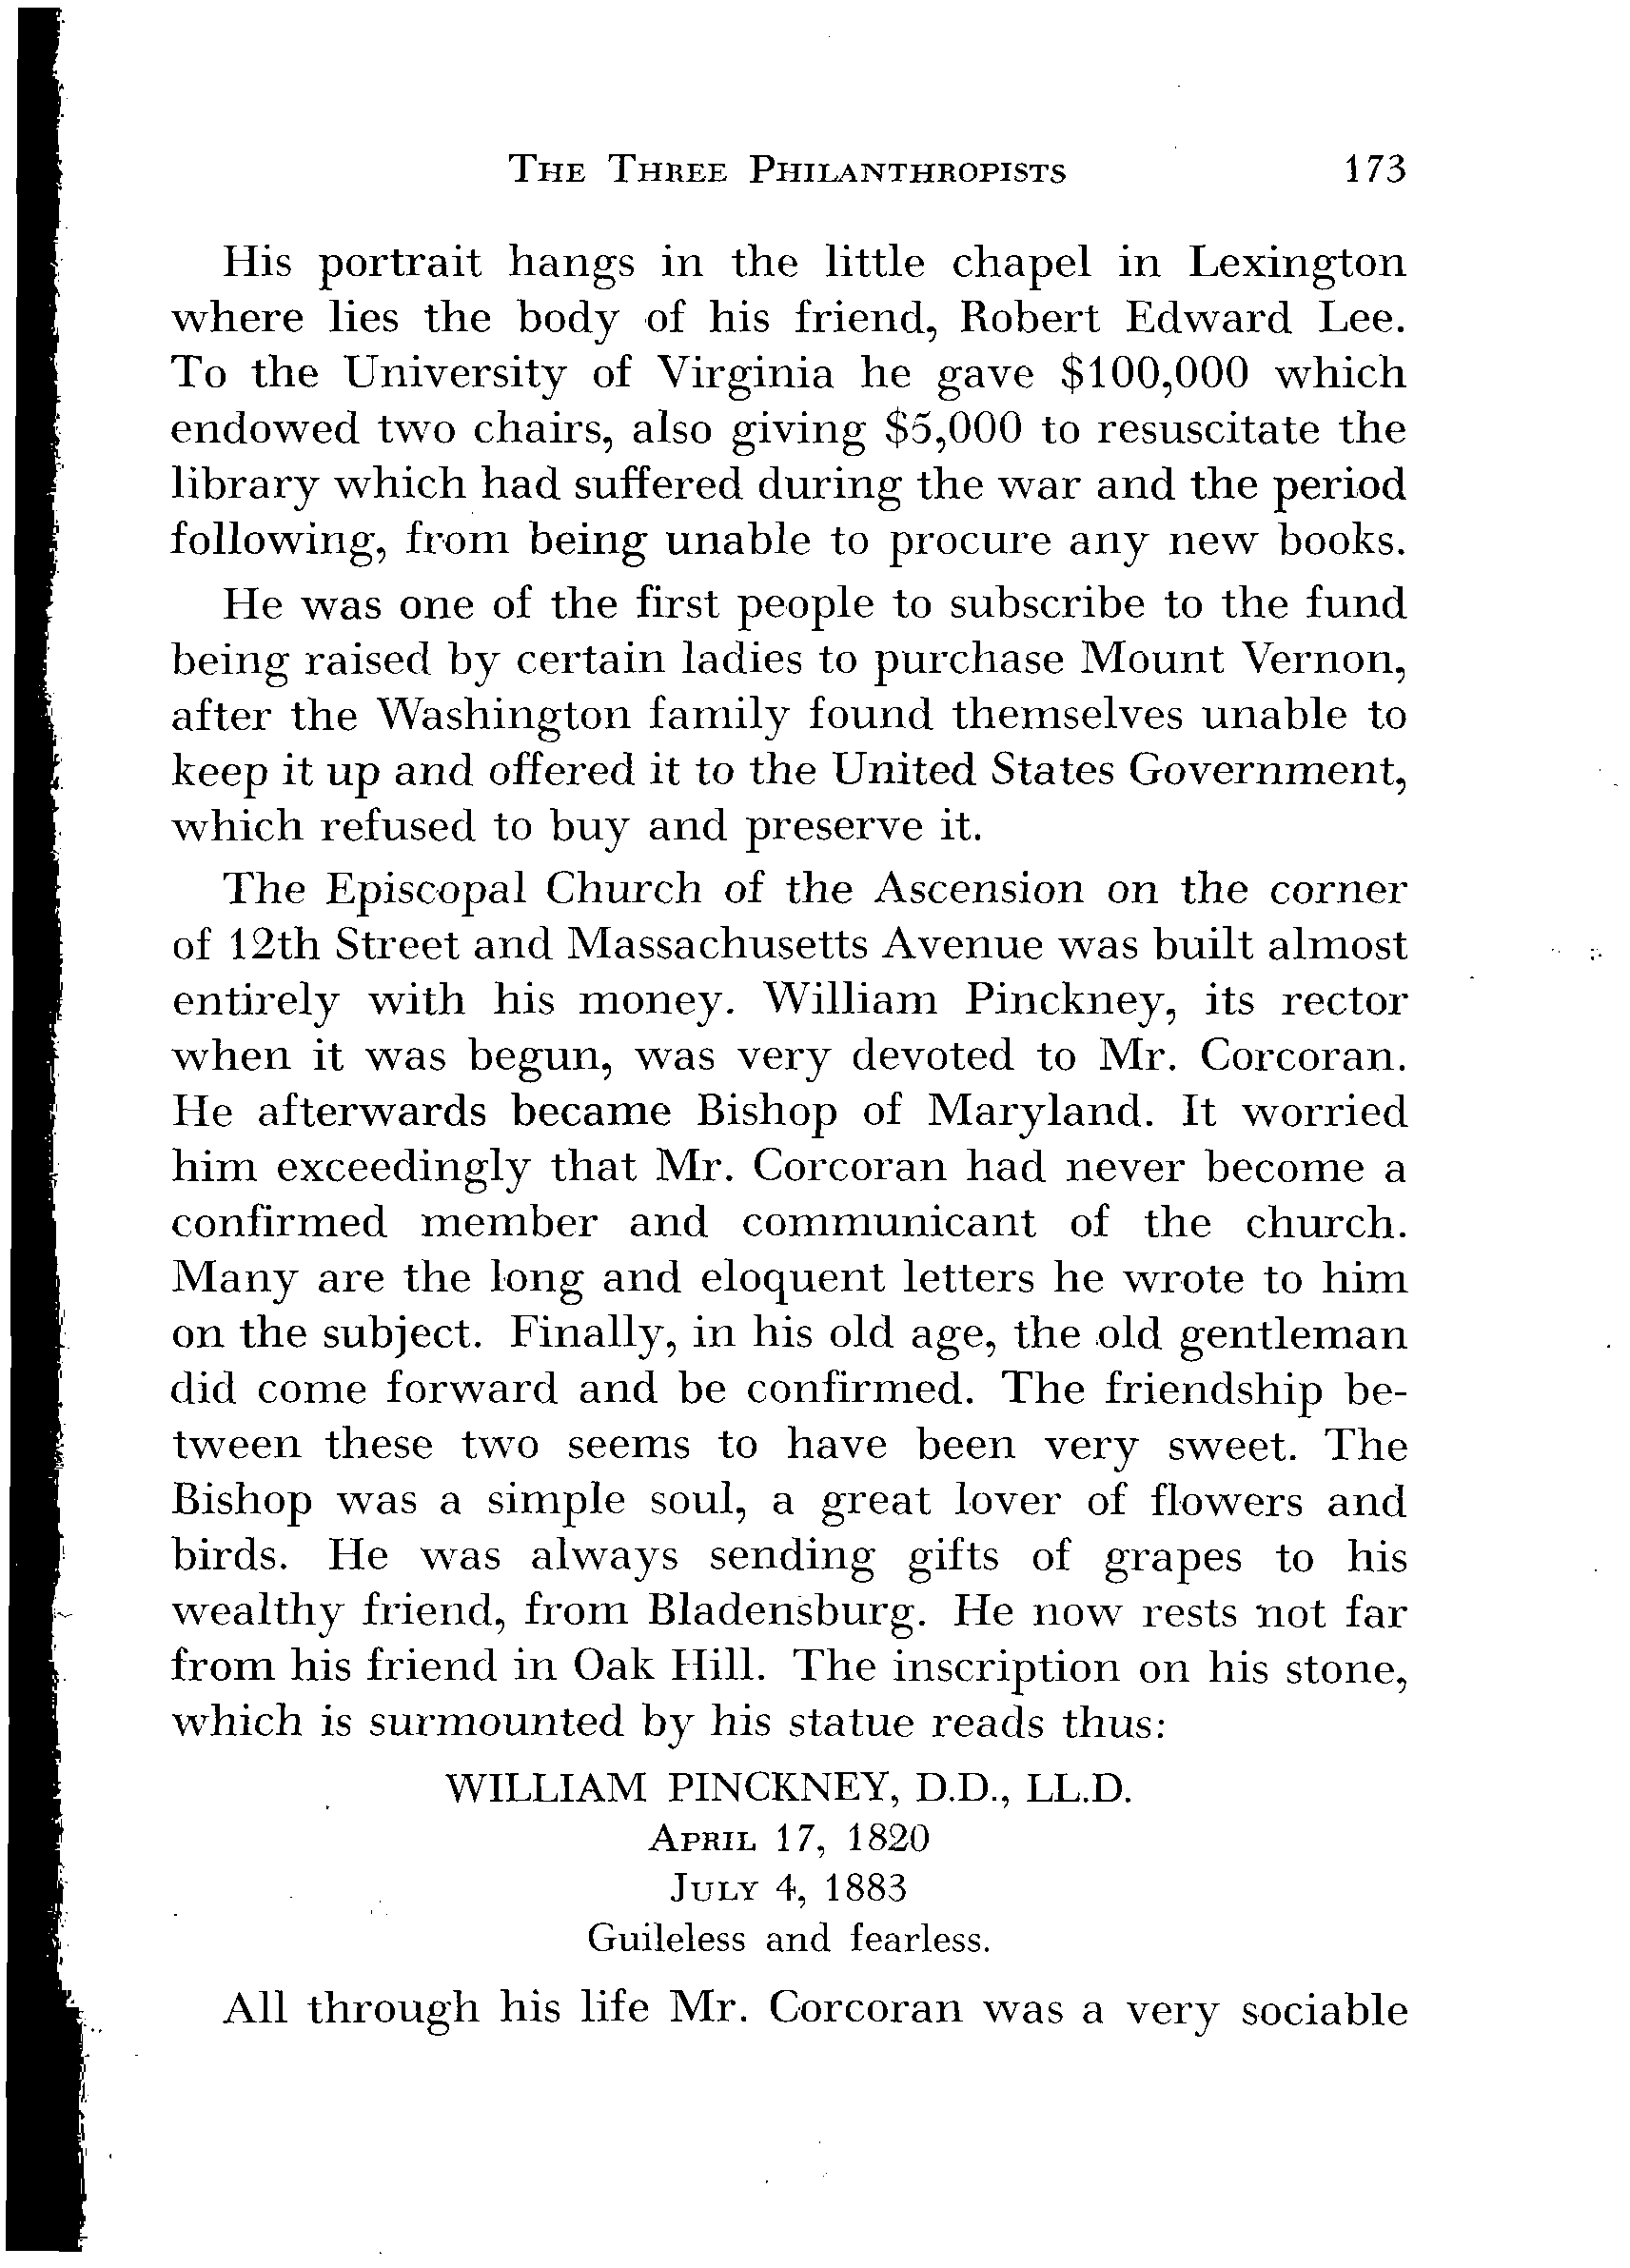 THE THREE PHILANTHROPISTS 173
His portrait hangs in the little chapel in Lexington
where lies the body of his friend, Robert Edward Lee.
To the University of Virginia he gave $100,000 which
endowed two chairs, also giving $5,000 to resuscitate the
library which had suffered during the war and the period
following, from being unable to procure any new books.
He was one of the first people to subscribe to the fund
being raised by certain ladies to purchase Mount Vernon,
after the Washington family found themselves unable to
keep it up and offered it to the United States Government,
which refused to buy and preserve it.
The Episcopal Church of the Ascension on the corner
of 12th Street and Massachusetts Avenue was built almost
entirely with his money. William Pinckney, its rector
when it was begun, was very devoted to Mr. Corcoran.
He afterwards became Bishop of Maryland. It worried
him exceedingly that Mr. Corcoran had never become a
confirmed member and communicant of the church.
Many are the long and eloquent letters he wrote to him
on the subject. Finally, in his old age, the old gentleman
did come forward and be confirmed. The friendship be-
tween these two seems to have been very sweet. The
Bishop was a simple soul, a great lover of flowers and
birds. He was always sending gifts of grapes to his
wealthy friend, from Bladensburg. He now rests not far
from his friend in Oak Hill. The inscription on his stone,
which is surmounted by his statue reads thus:
WILLIAM PINCKNEY, D.D., LL.D.
APRIL 17, 1820
JULY 4, 1883
Guileless and fearless.
All through his life Mr. Corcoran was a very sociable